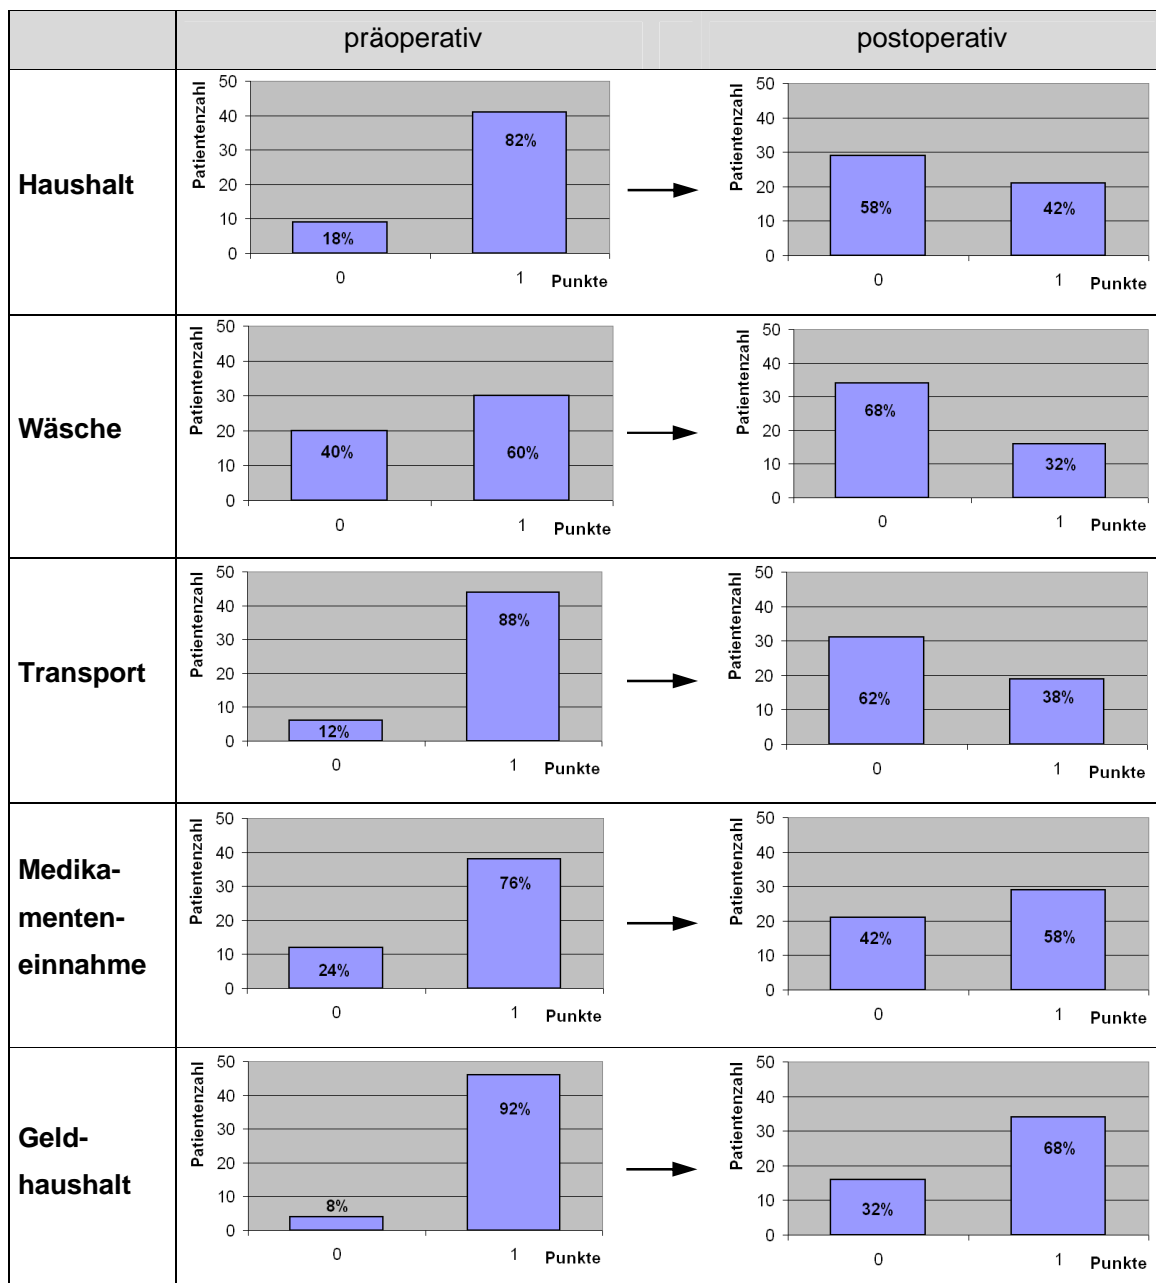 präoperativ postoperativ
Haushalt
Patientenzahl
50
40
30
20
10
0
18%
82%
0 1 Punkte
Patientenzahl
50
40
30
20
10
0
58%
42%
0 1 Punkte
Wäsche
Patientenzahl
50
40
30
20
10
0
40%
60%
0 1 Punkte
Patientenzahl
50
40
30
20
10
0
68%
32%
0 1 Punkte
Transport
Patientenzahl
50
40
30
20
10
0
12%
88%
0 1 Punkte
Patientenzahl
50
40
30
20
10
0
62%
38%
0 1 Punkte
Medika-
menten-
einnahme
Patientenzahl
50
40
30
20
10
0
24%
76%
0 1 Punkte
Patientenzahl
50
40
30
20
10
0
42%
58%
0 1 Punkte
Geld-
haushalt
Patientenzahl
50
40
30
20
10
0
8%
92%
0 1 Punkte
Patientenzahl
50
40
30
20
10
0
32%
68%
0 1 Punkte